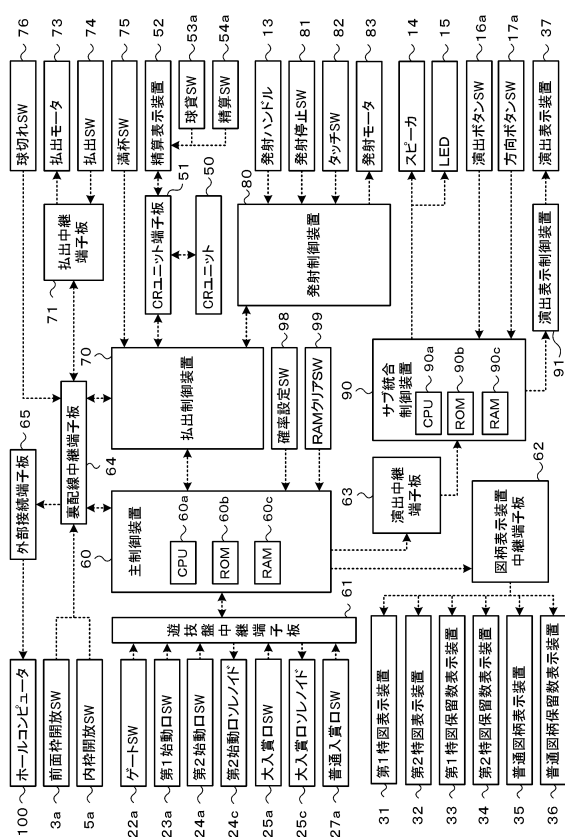 ホールコンピュータ
100
前面枠開放SW
3a
内枠開放SW
5a
外部接続端子板
65
裏配線中継端子板
64
払出中継
端子板
71
球切れSW
76
払出モータ
73
払出SW
74
満杯SW
75
精算表示装置
52
球貸SW
53a
精算SW
54a
CRユニット端子板
51
CRユニット
50
主制御装置
60
CPU
60a
ROM
60b
RAM
60c
払出制御装置
70
確率設定SW
98
RAMクリアSW
99
発射制御装置
80
発射ハンドル
13
発射停止SW
81
タッチSW
82
発射モータ
83
遊技盤中継端子板
61
ゲートSW
22a
第1始動口SW
23a
第2始動口SW
24a
第2始動口ソレノイド
24c
大入賞口SW
25a
大入賞口ソレノイド
25c
普通入賞口SW
27a
演出中継
端子板
63
サブ統合
制御装置
90
CPU
90a
ROM
90b
RAM
90c
スピーカ
14
LED
15
演出ボタンSW
16a
方向ボタンSW
17a
演出表示装置
37
演出表示制御装置
91
図柄表示装置
中継端子板
62
第1特図表示装置
31
第2特図表示装置
32
第1特図保留数表示装置
33
第2特図保留数表示装置
34
普通図柄表示装置
35
普通図柄保留数表示装置
36